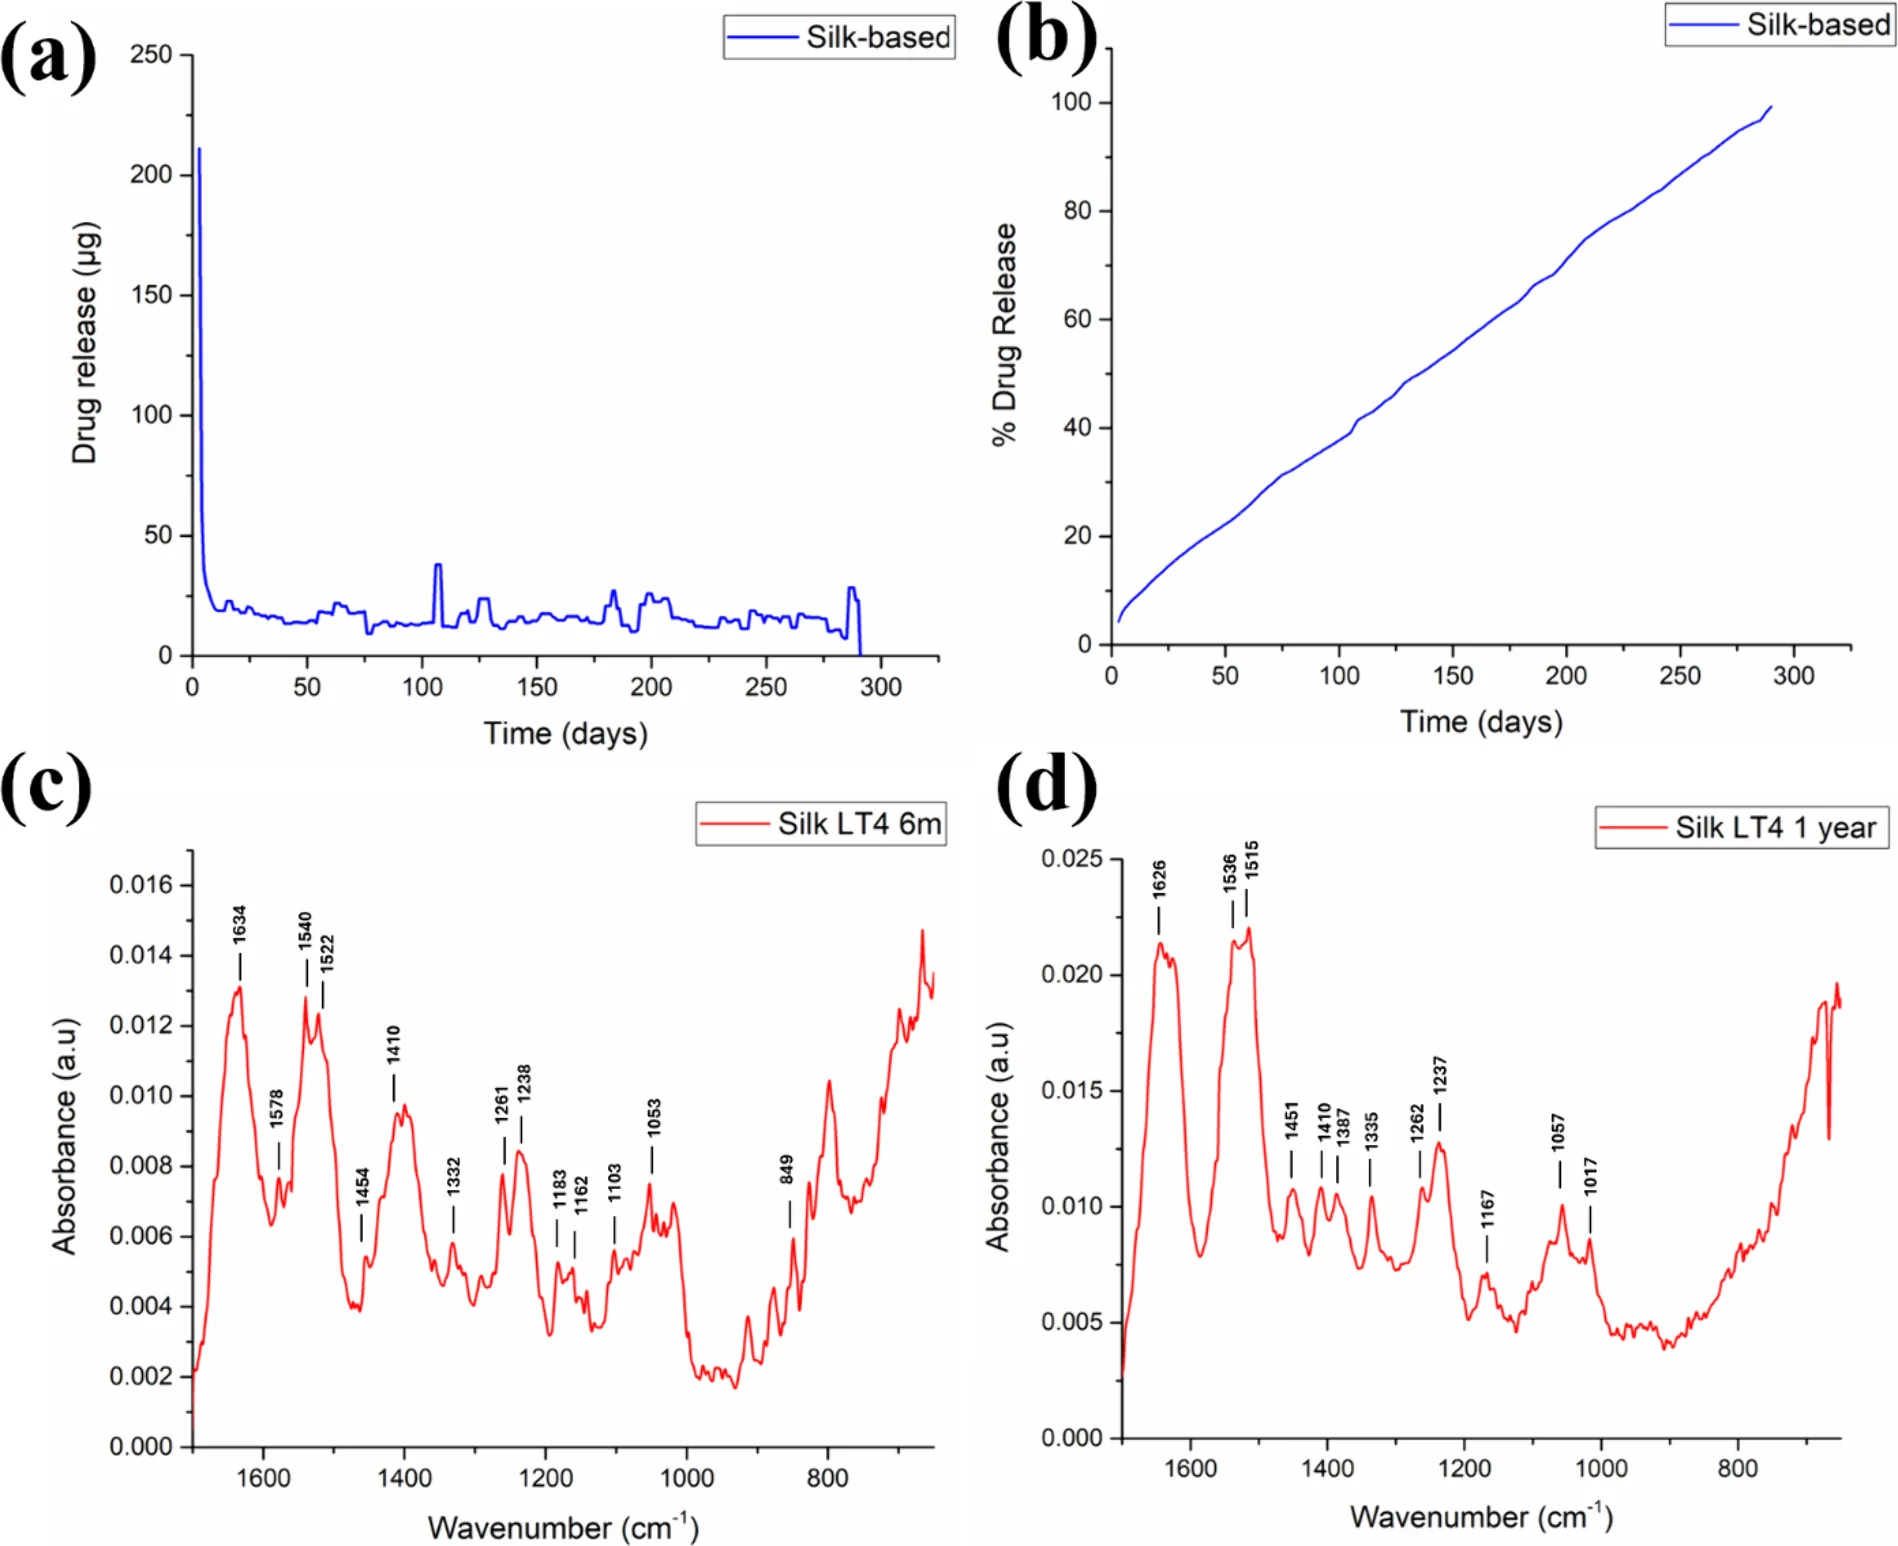 (a)
Silk-based
250
200
150
100
50
0
Drug release (µg)
0 50 100 150 200 250 300
Time (days)
(b)
Silk-based
100
80
60
40
20
0
% Drug Release
0 50 100 150 200 250 300
Time (days)
(c)
Silk LT4 6m
0.016
0.014
0.012
0.010
0.008
0.006
0.004
0.002
0.000
Absorbance (a.u)
1634
1578
1540
1522
1454
1410
1332
1261
1238
1183
1162
1103
1053
849
1600 1400 1200 1000 800
Wavenumber (cm⁻¹)
(d)
Silk LT4 1 year
0.025
0.020
0.015
0.010
0.005
0.000
Absorbance (a.u)
1626
1536
1515
1451
1410
1387
1335
1262
1237
1167
1057
1017
1600 1400 1200 1000 800
Wavenumber (cm⁻¹)